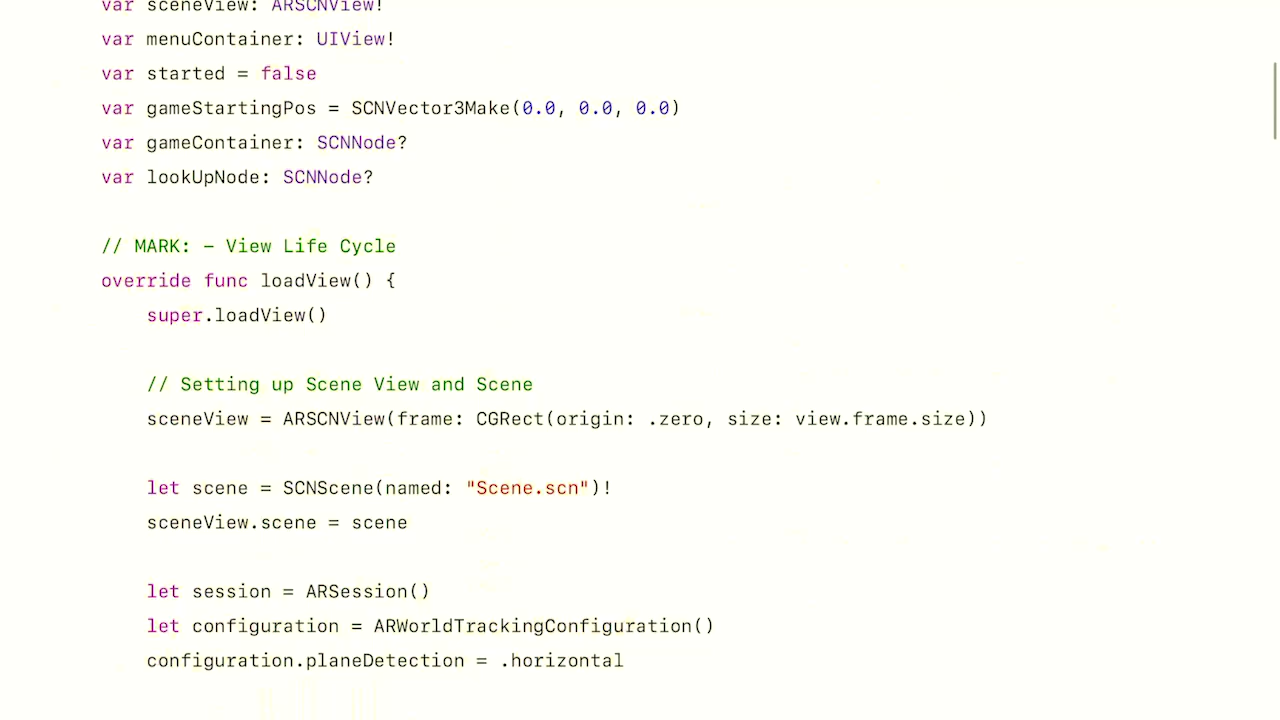 var sceneView: ARSCNView!
var menuContainer: UIView!
var started = false
var gameStartingPos = SCNVector3Make(0.0, 0.0, 0.0)
var gameContainer: SCNNode?
var lookUpNode: SCNNode?
// MARK: - View Life Cycle
override func loadView() {
super.loadView()
// Setting up Scene View and Scene
sceneView = ARSCNView(frame: CGRect(origin: .zero, size: view.frame.size))
let scene = SCNScene(named: "Scene.scn")!
sceneView.scene = scene
let session = ARSession()
let configuration = ARWorldTrackingConfiguration()
configuration.planeDetection = .horizontal